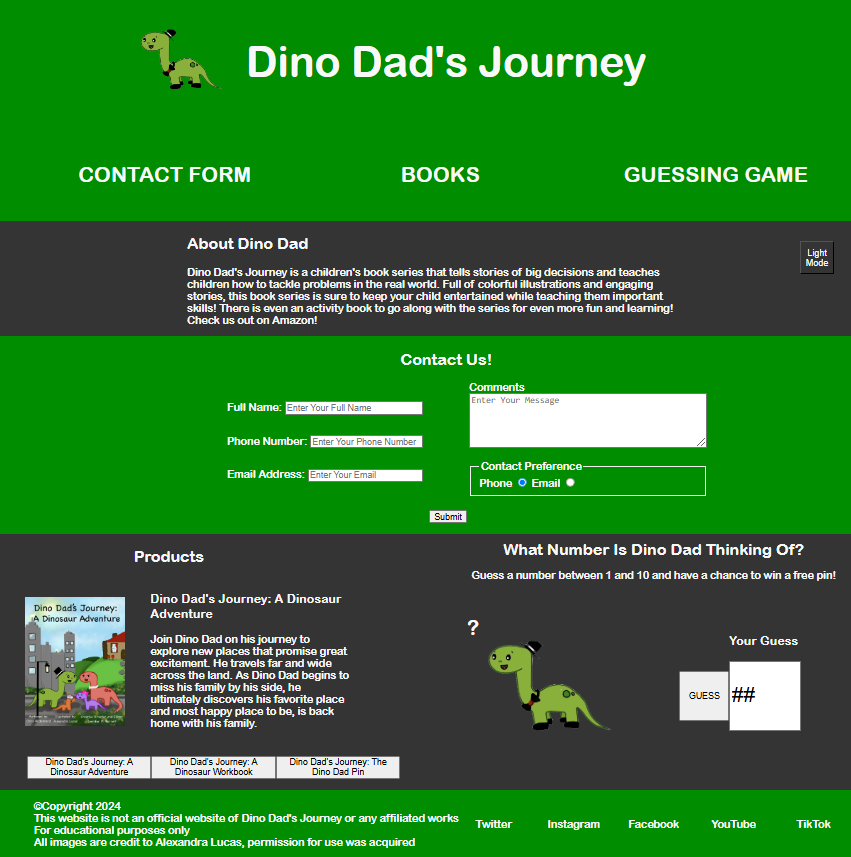 Dino Dad's Journey
CONTACT FORM
BOOKS
GUESSING GAME
About Dino Dad
Light
Mode
Dino Dad's Journey is a children's book series that tells stories of big decisions and teaches
children how to tackle problems in the real world. Full of colorful illustrations and engaging
stories, this book series is sure to keep your child entertained while teaching them important
skills! There is even an activity book to go along with the series for even more fun and learning!
Check us out on Amazon!
Contact Us!
Full Name: Enter Your Full Name
Phone Number: Enter Your Phone Number
Email Address: Enter Your Email
Comments
Enter Your Message
Contact Preference
Phone Email
Submit
Products
Dino Dad's Journey:
A Dinosaur Adventure
Dino Dad's Journey: A Dinosaur
Adventure
Join Dino Dad on his journey to
explore new places that promise great
excitement. He travels far and wide
across the land. As Dino Dad begins to
miss his family by his side, he
ultimately discovers his favorite place
and most happy place to be, is back
home with his family.
Dino Dad's Journey: A
Dinosaur Adventure
Dino Dad's Journey: A
Dinosaur Workbook
Dino Dad's Journey: The
Dino Dad Pin
What Number Is Dino Dad Thinking Of?
Guess a number between 1 and 10 and have a chance to win a free pin!
?
Your Guess
GUESS
##
©Copyright 2024
This website is not an official website of Dino Dad's Journey or any affiliated works
For educational purposes only
All images are credit to Alexandra Lucas, permission for use was acquired
Twitter
Instagram
Facebook
YouTube
TikTok